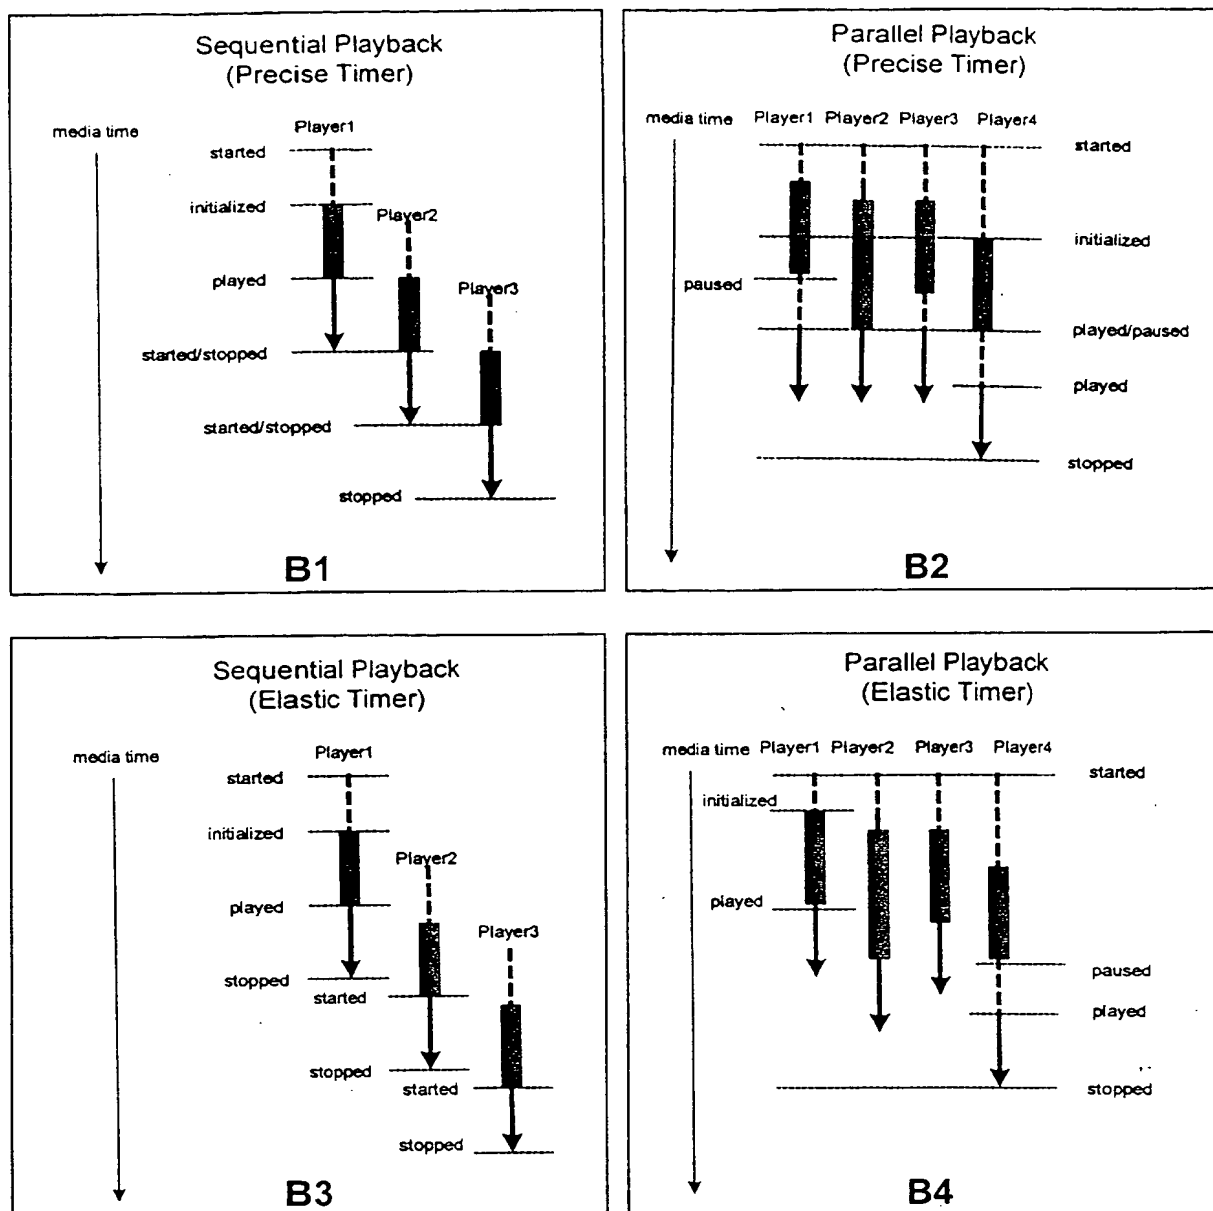 Sequential Playback
(Precise Timer)
media time
Player1
started
initialized
Player2
played
Player3
started/stopped
started/stopped
stopped
B1
Parallel Playback
(Precise Timer)
media time
Player1
Player2
Player3
Player4
started
initialized
paused
played/paused
played
stopped
B2
Sequential Playback
(Elastic Timer)
media time
Player1
started
initialized
Player2
played
Player3
stopped
started
stopped
started
stopped
B3
Parallel Playback
(Elastic Timer)
media time
Player1
Player2
Player3
Player4
started
initialized
played
paused
played
stopped
B4